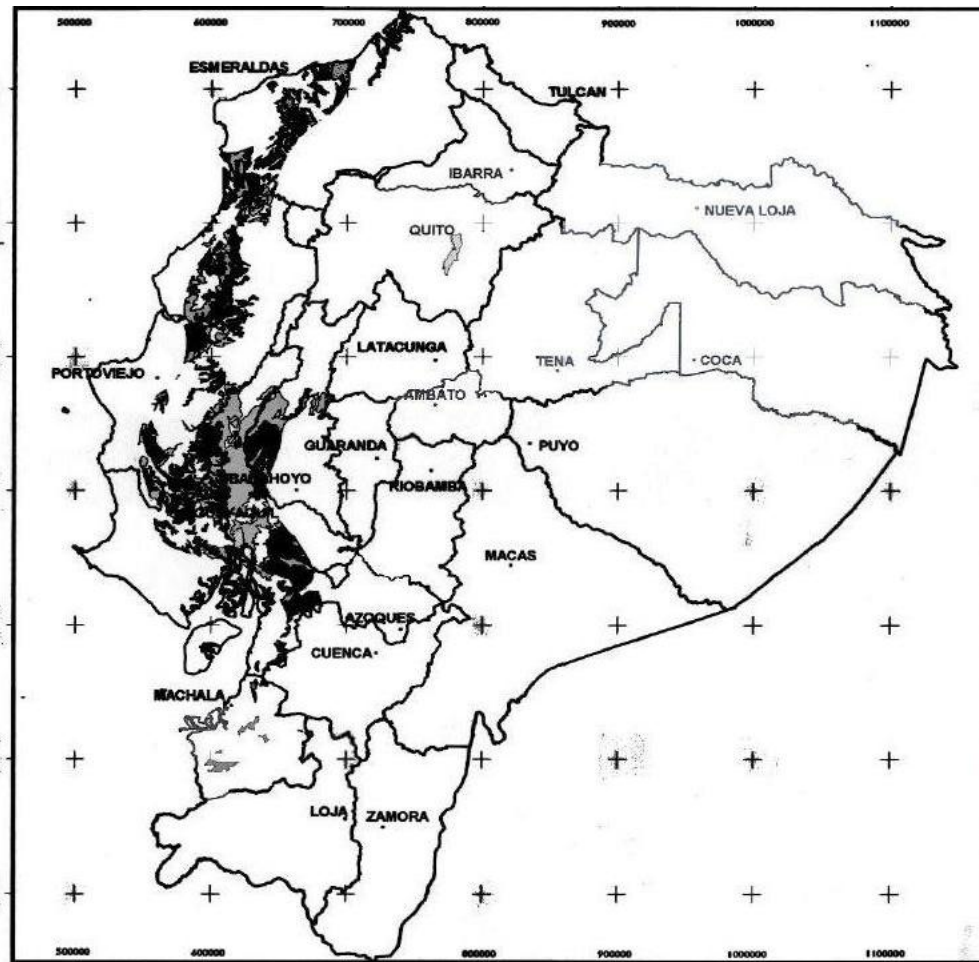 500000 600000 700000 800000 900000 1000000 1100000
ESMERALDAS
TULCAN
IBARRA
NUEVA LOJA
QUITO
LATACUNGA
TENA
COCA
PORTOVIEJO
AMBATO
GUARANDA
PUYO
RIOBAMBA
MACAS
AZOQUES
CUENCA
MACHALA
LOJA
ZAMORA
500000 600000 700000 800000 900000 1000000 1100000